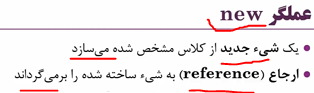 عملگر new
یک شیء جدید از کلاس مشخص شده می‌سازد
ارجاع (reference) به شیء ساخته شده را برمی‌گرداند